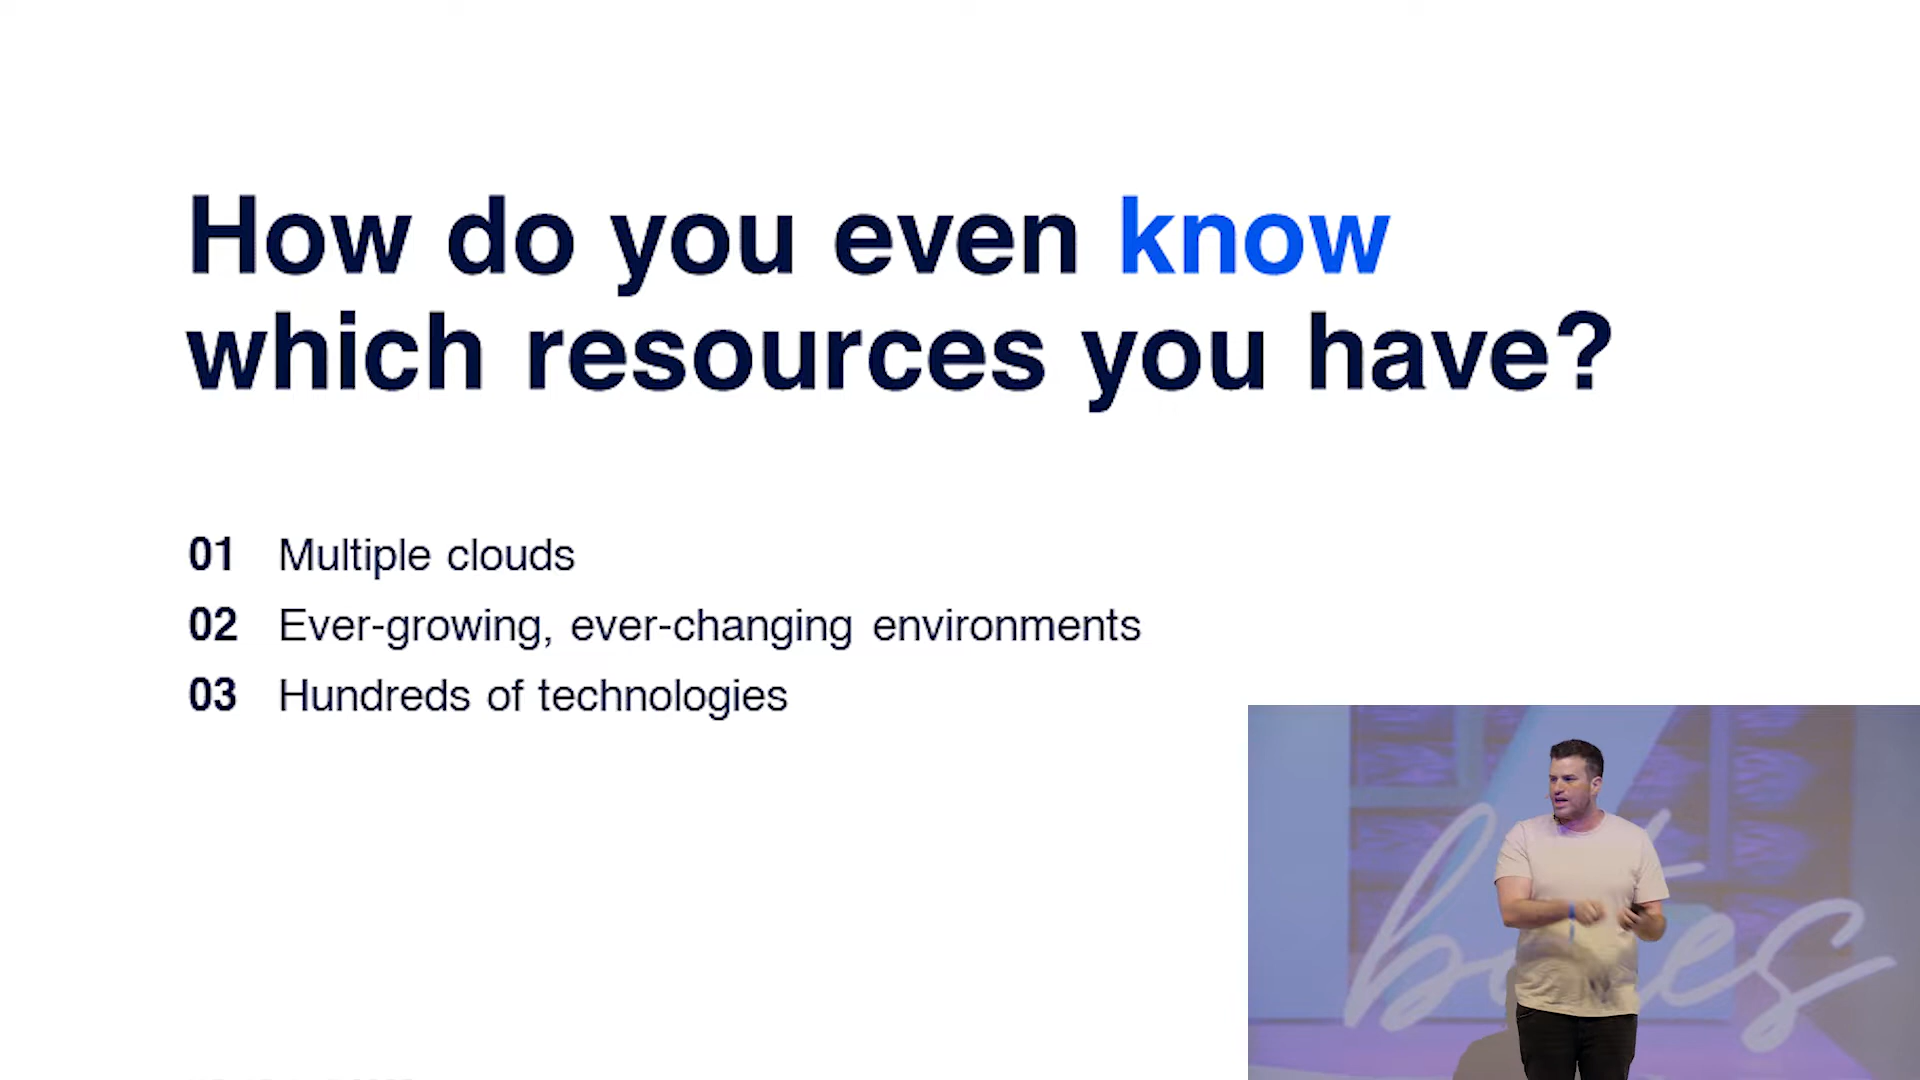 How do you even know
which resources you have?
01 Multiple clouds
02 Ever-growing, ever-changing environments
03 Hundreds of technologies